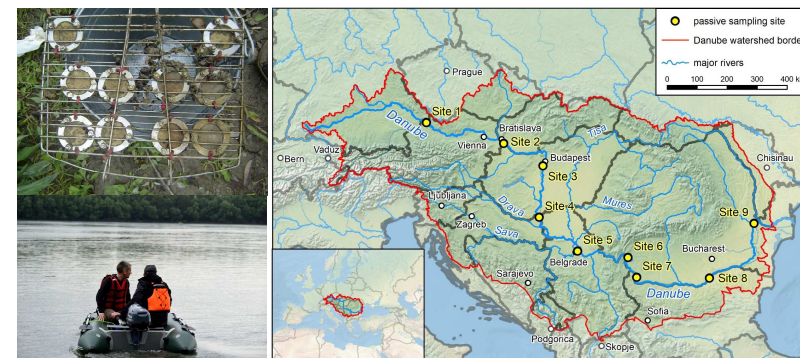 passive sampling site
Danube watershed borde
major rivers
0 100 200 300 400 k
Prague
Site 1
Danube
Bratislava
Vienna
Site 2
Tisa
Vaduz
Bern
Budapest
Site 3
Chisinau
Ljubljana
Drava
Site 4
Mures
Zagreb
Sava
Site 9
Site 5
Site 6
Bucharest
Belgrade
Site 7
Site 8
Sarajevo
Danube
Sofia
Podgorica
Skopje